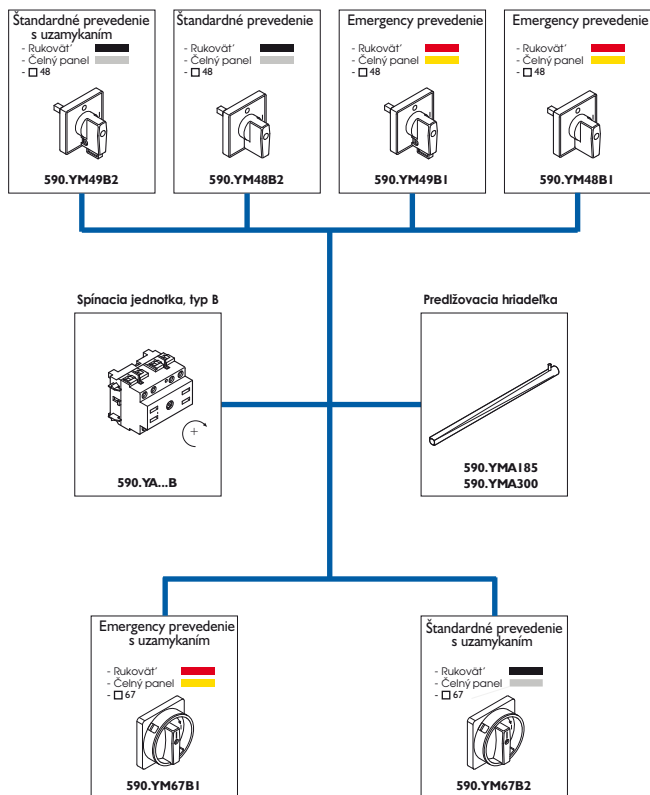 Štandardné prevedenie
s uzamykaním
- Rukoväť
- Čelný panel
- 48
590.YM49B2
Štandardné prevedenie
- Rukoväť
- Čelný panel
- 48
590.YM48B2
Emergency prevedenie
- Rukoväť
- Čelný panel
- 48
590.YM49B1
Emergency prevedenie
- Rukoväť
- Čelný panel
- 48
590.YM48B1
Spínacia jednotka, typ B
590.YA...B
Predlžovacia hriadeľka
590.YMA185
590.YMA300
Emergency prevedenie
s uzamykaním
- Rukoväť
- Čelný panel
- 67
590.YM67B1
Štandardné prevedenie
s uzamykaním
- Rukoväť
- Čelný panel
- 67
590.YM67B2